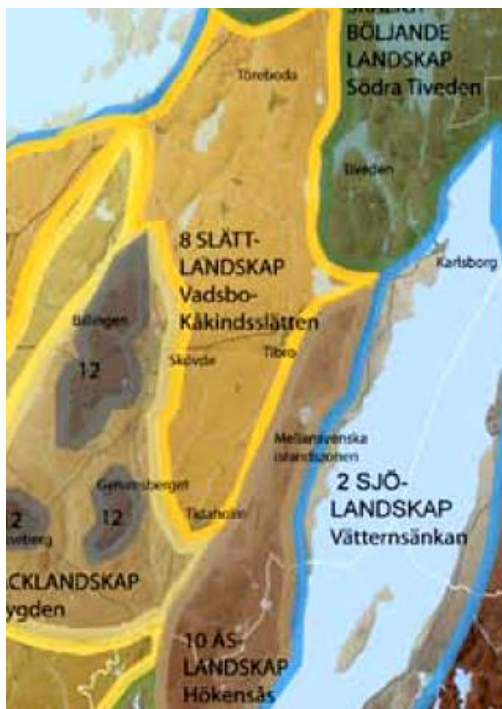 BÖLJANDE
LANDSKAP
Södra Tiveden
Töreboda
Tiveden
Karlsborg
8 SLÄTT-
LANDSKAP
Vadsbo-
Kåkindsslätten
Billingen
12
Skövde
Tibro
Mellansvenska
israndszonen
2 SJÖ-
LANDSKAP
Vätternsänkan
Gerumsberget
12
Tidaholm
10 ÅS-
LANDSKAP
Hökensås